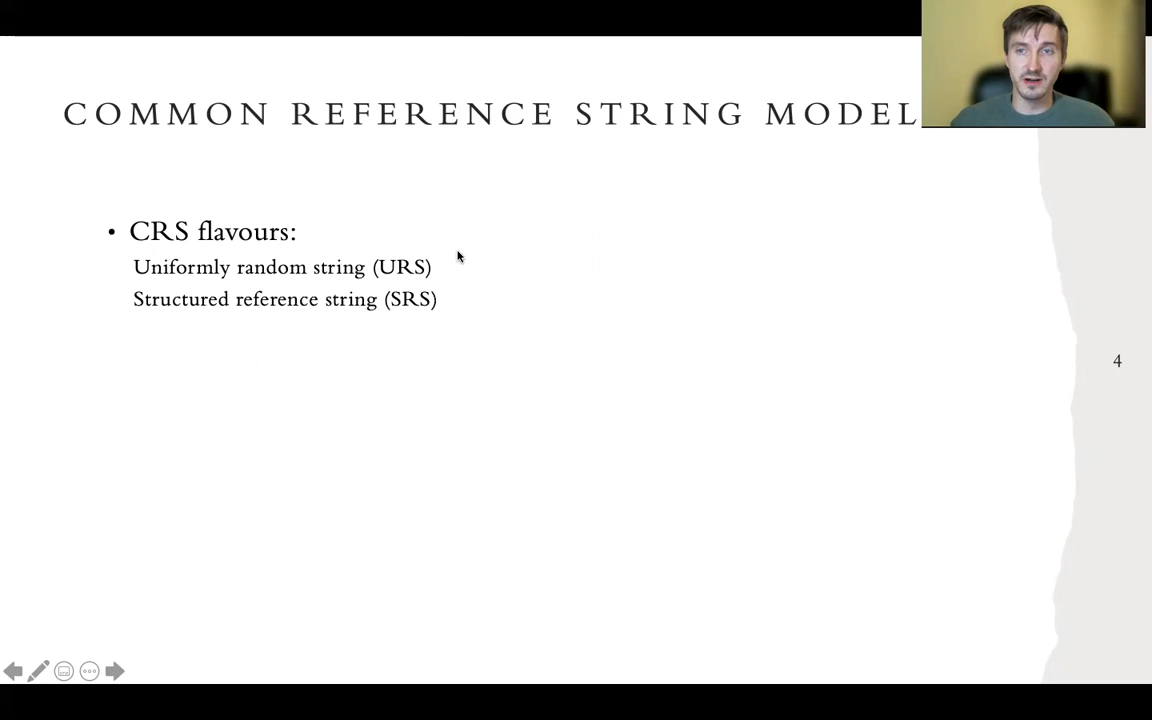 COMMON REFERENCE STRING MODEL
• CRS flavours:
Uniformly random string (URS)
Structured reference string (SRS)
4